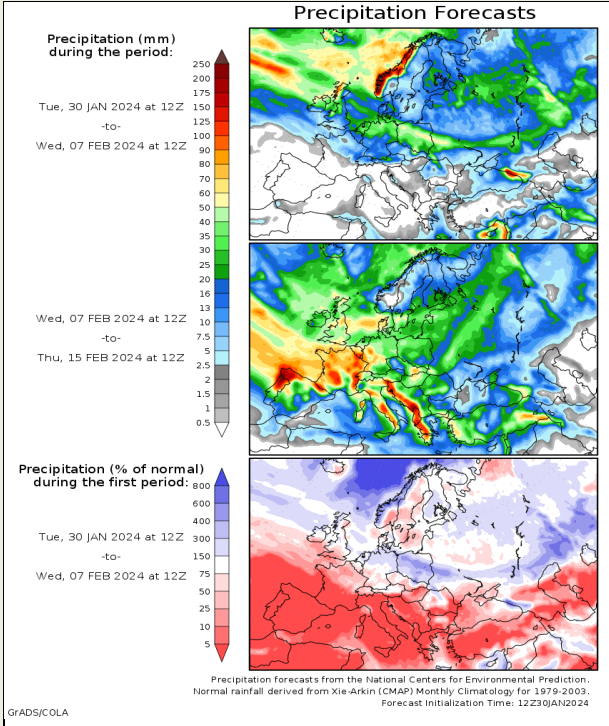 Precipitation Forecasts
Precipitation (mm)
during the period:
Tue, 30 JAN 2024 at 12Z
-to-
Wed, 07 FEB 2024 at 12Z
250
200
175
150
125
100
90
80
70
60
50
40
35
30
25
20
16
13
10
7.5
5
2.5
2
1.5
1
0.5
Wed, 07 FEB 2024 at 12Z
-to-
Thu, 15 FEB 2024 at 12Z
Precipitation (% of normal)
during the first period:
Tue, 30 JAN 2024 at 12Z
-to-
Wed, 07 FEB 2024 at 12Z
800
600
400
300
150
75
50
25
10
5
Precipitation forecasts from the National Centers for Environmental Prediction.
Normal rainfall derived from Xie-Arkin (CMAP) Monthly Climatology for 1979-2003.
Forecast Initialization Time: 12Z30JAN2024
GrADS/COLA